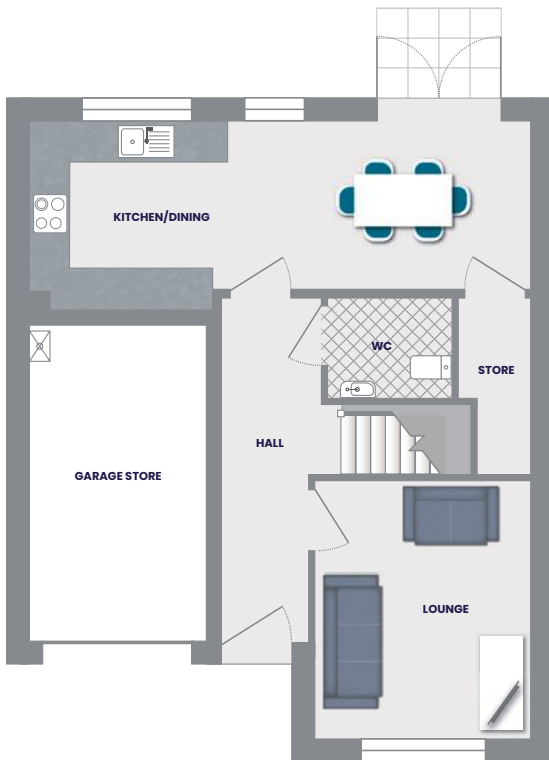 KITCHEN/DINING
WC
STORE
HALL
GARAGE STORE
LOUNGE